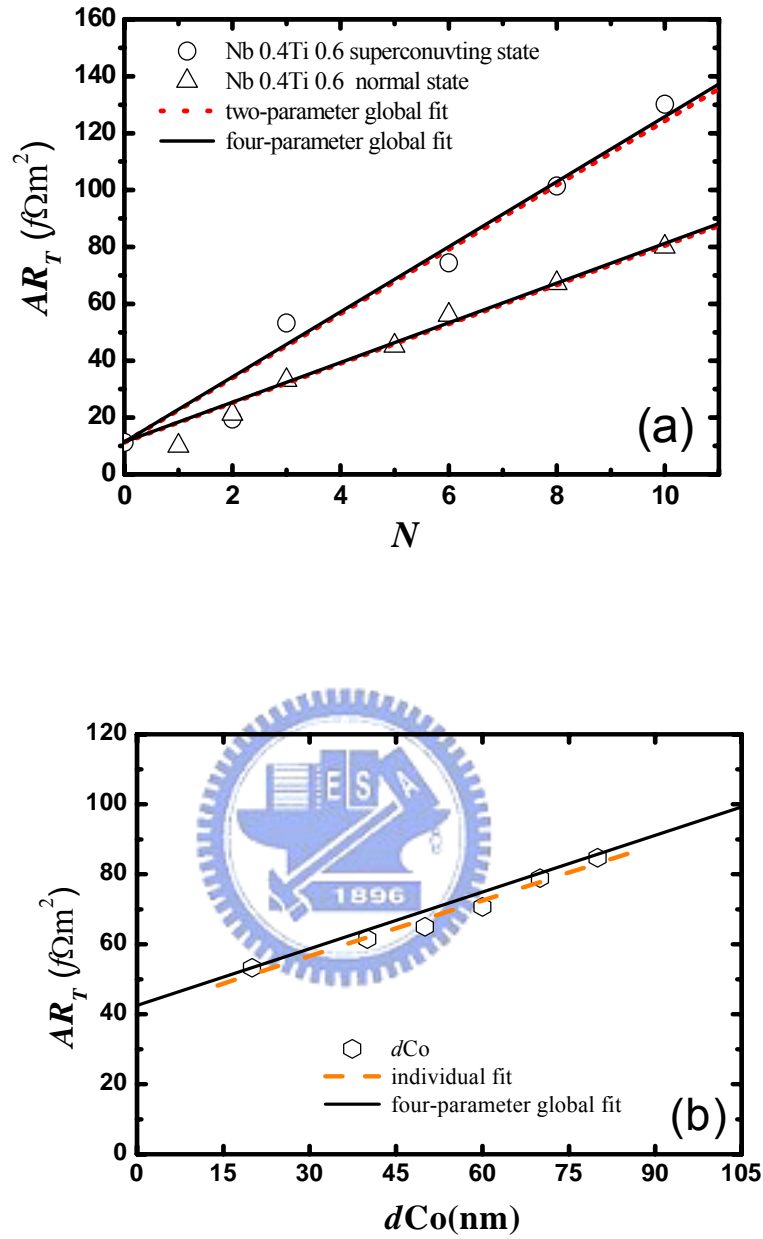 160
140
120
100
80
60
40
20
0
AR_T (fΩm²)
Nb 0.4Ti 0.6 superconuvting state
Nb 0.4Ti 0.6 normal state
two-parameter global fit
four-parameter global fit
(a)
0 2 4 6 8 10
N
120
100
80
60
40
20
0
AR_T (fΩm²)
E S A
1896
dCo
individual fit
four-parameter global fit
(b)
0 15 30 45 60 75 90 105
dCo(nm)